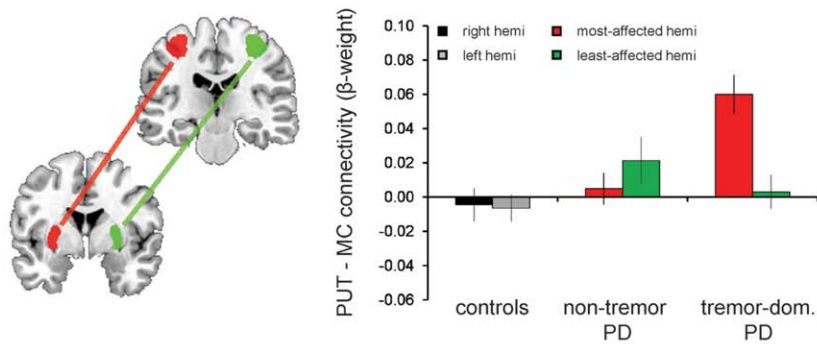 PUT - MC connectivity (β-weight)
0.10
0.08
0.06
0.04
0.02
0.00
-0.02
-0.04
-0.06
right hemi
left hemi
most-affected hemi
least-affected hemi
controls
non-tremor
PD
tremor-dom.
PD